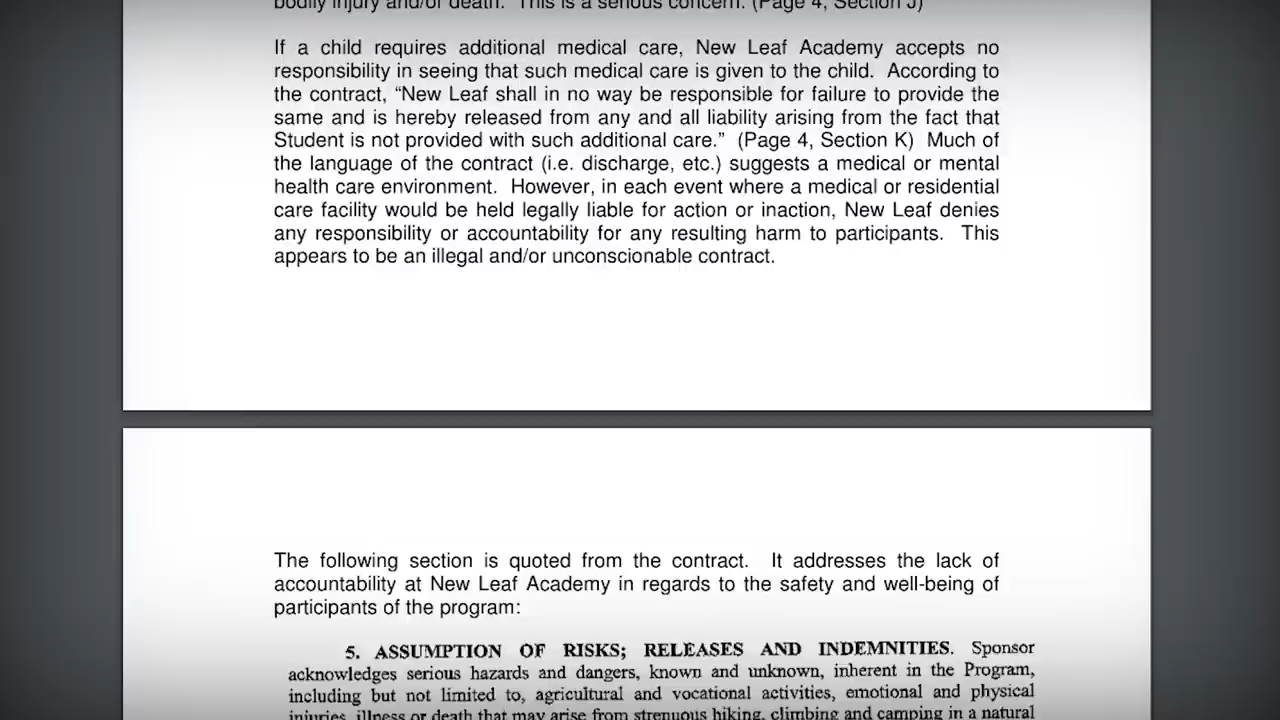 bodily injury and/or death. This is a serious concern. (Page 4, Section J)
If a child requires additional medical care, New Leaf Academy accepts no
responsibility in seeing that such medical care is given to the child. According to
the contract, “New Leaf shall in no way be responsible for failure to provide the
same and is hereby released from any and all liability arising from the fact that
Student is not provided with such additional care.” (Page 4, Section K) Much of
the language of the contract (i.e. discharge, etc.) suggests a medical or mental
health care environment. However, in each event where a medical or residential
care facility would be held legally liable for action or inaction, New Leaf denies
any responsibility or accountability for any resulting harm to participants. This
appears to be an illegal and/or unconscionable contract.
The following section is quoted from the contract. It addresses the lack of
accountability at New Leaf Academy in regards to the safety and well-being of
participants of the program:
5. ASSUMPTION OF RISKS; RELEASES AND INDEMNITIES. Sponsor
acknowledges serious hazards and dangers, known and unknown, inherent in the Program,
including but not limited to, agricultural and vocational activities, emotional and physical
injuries, illness or death that may arise from strenuous hiking, climbing and camping in a natural